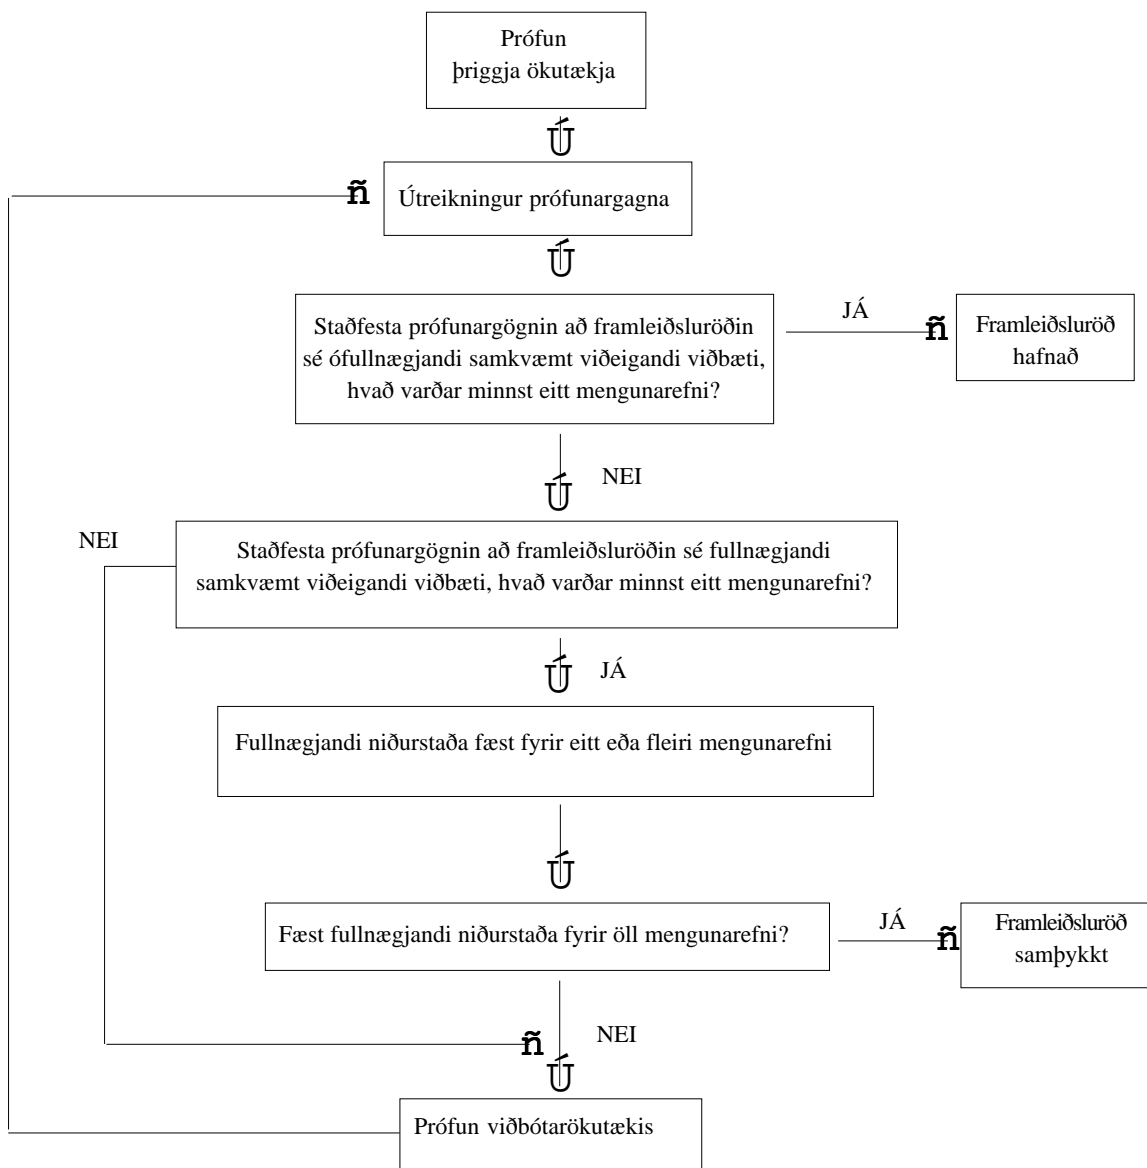 Prófun
þriggja ökutækja
Ú
ñ
Útreikningur prófunargagna
Ú
Staðfesta prófunargögnin að framleiðsluröðin
sé ófullnægjandi samkvæmt viðeigandi viðbæti,
hvað varðar minnst eitt mengunarefni?
JÁ
ñ
Framleiðsluröð
hafnað
NEI
Ú
NEI
Staðfesta prófunargögnin að framleiðsluröðin sé fullnægjandi
samkvæmt viðeigandi viðbæti, hvað varðar minnst eitt mengunarefni?
Ú
JÁ
Fullnægjandi niðurstaða fæst fyrir eitt eða fleiri mengunarefni
Ú
Fæst fullnægjandi niðurstaða fyrir öll mengunarefni?
JÁ
ñ
Framleiðsluröð
samþykkt
ñ
NEI
Ú
Prófun viðbótarökutækis